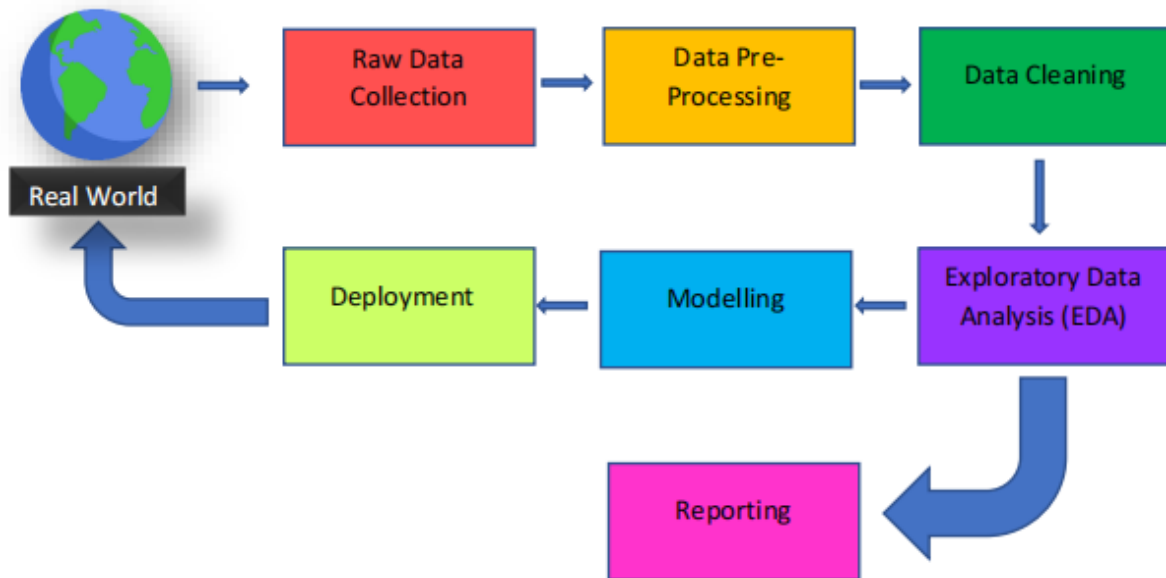 Raw Data
Collection
Data Pre-
Processing
Data Cleaning
Real World
Deployment
Modelling
Exploratory Data
Analysis (EDA)
Reporting